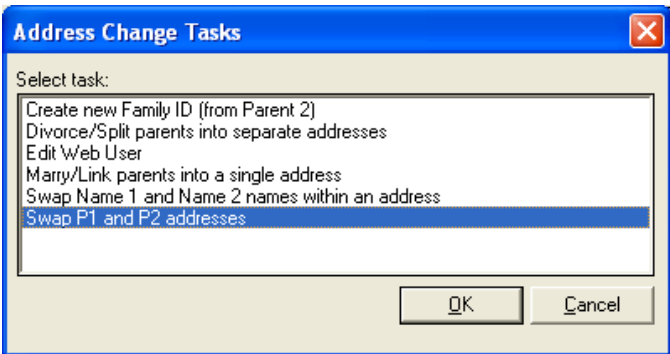 Address Change Tasks
Select task:
Create new Family ID (from Parent 2)
Divorce/Split parents into separate addresses
Edit Web User
Marry/Link parents into a single address
Swap Name 1 and Name 2 names within an address
Swap P1 and P2 addresses
OK Cancel